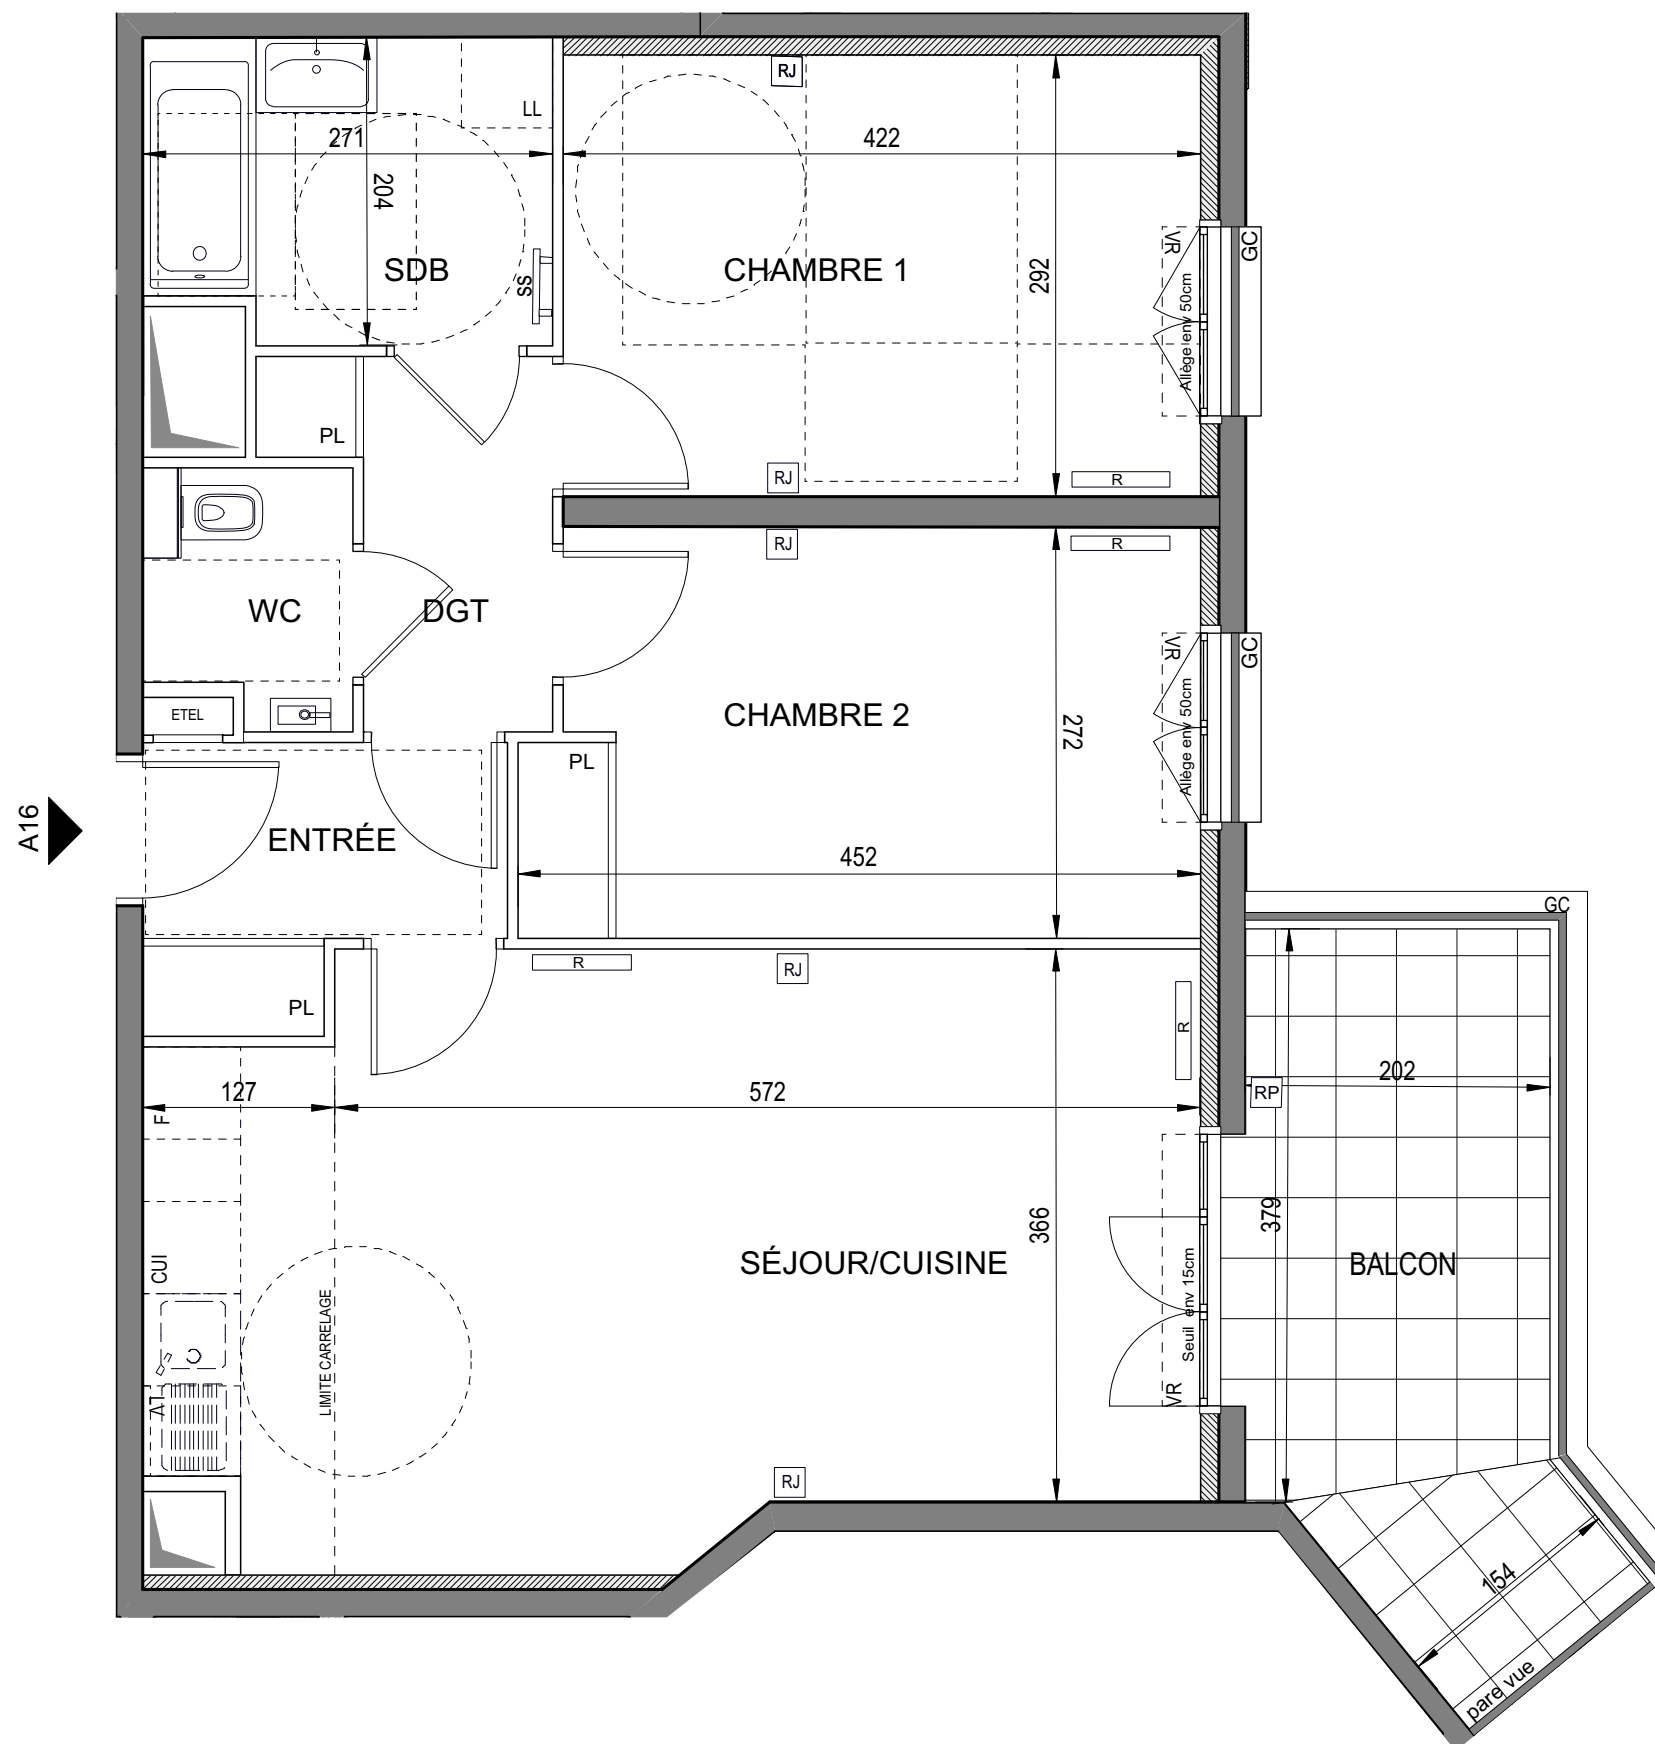 RJ
LL
271
422
204
SDB
SS
CHAMBRE 1
292
VR
GC
Allège env 50cm
PL
RJ
R
RJ
R
WC
DGT
VR
GC
Allège env 50cm
ETEL
CHAMBRE 2
272
PL
A16
ENTRÉE
452
GC
R
RJ
PL
R
127
572
RP
202
F
366
379
CUI
SÉJOUR/CUISINE
Seuil env 15cm
BALCON
LIMITE CARRELAGE
AT
VR
RJ
154
pare vue